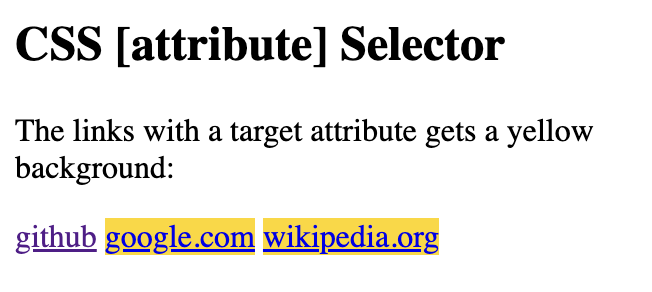 CSS [attribute] Selector
The links with a target attribute gets a yellow
background:
github google.com wikipedia.org